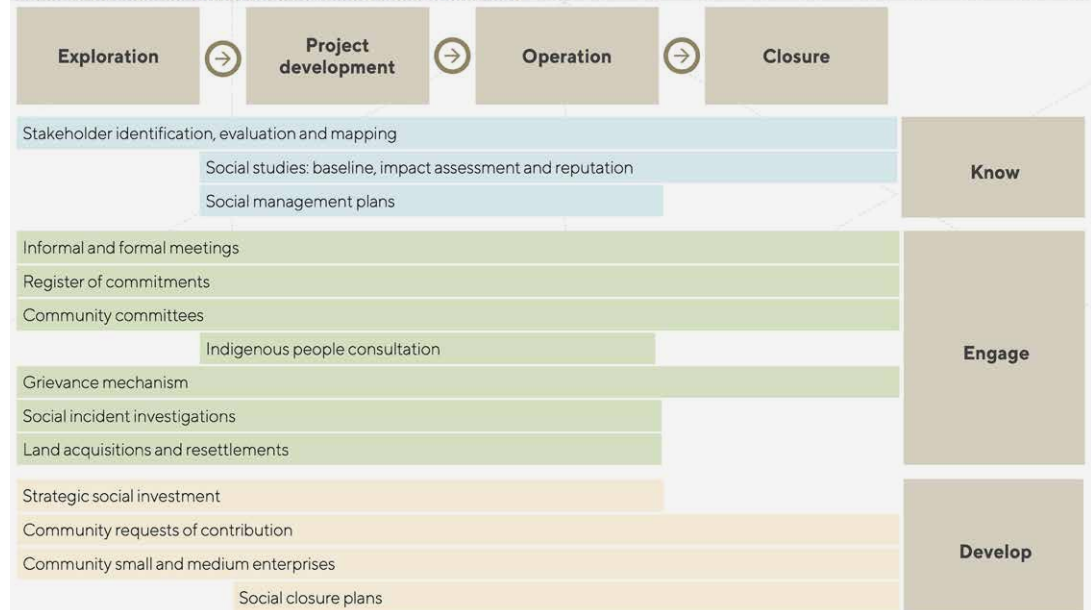 Exploration
Project
development
Operation
Closure
Stakeholder identification, evaluation and mapping
Social studies: baseline, impact assessment and reputation
Social management plans
Know
Informal and formal meetings
Register of commitments
Community committees
Indigenous people consultation
Grievance mechanism
Social incident investigations
Land acquisitions and resettlements
Engage
Strategic social investment
Community requests of contribution
Community small and medium enterprises
Social closure plans
Develop